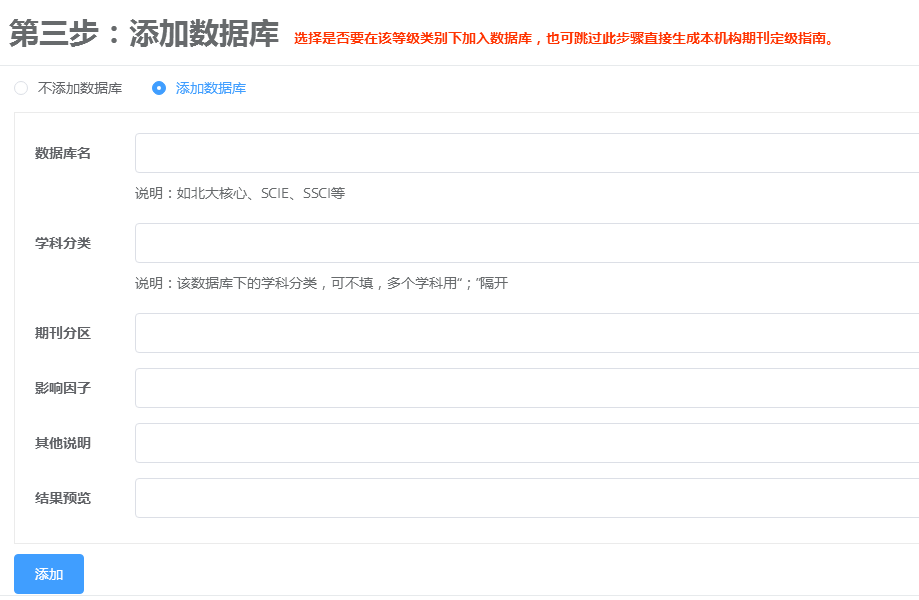 第三步：添加数据库 选择是否要在该等级类别下加入数据库，也可跳过此步骤直接生成本机构期刊定级指南。
不添加数据库 添加数据库
数据库名
说明：如北大核心、SCIE、SSCI等
学科分类
说明：该数据库下的学科分类，可不填，多个学科用“；”隔开
期刊分区
影响因子
其他说明
结果预览
添加